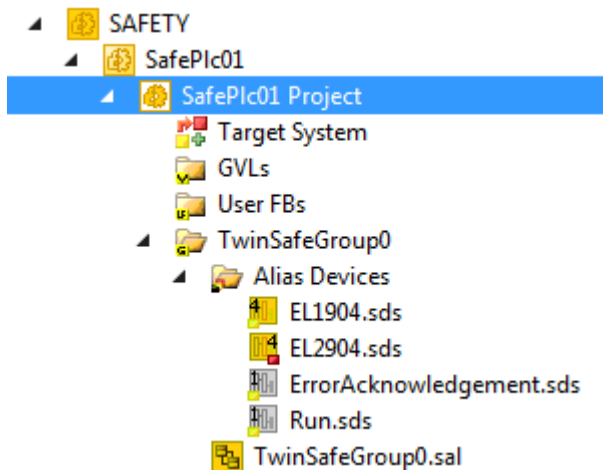 SAFETY
SafePlc01
SafePlc01 Project
Target System
GVLs
User FBs
TwinSafeGroup0
Alias Devices
EL1904.sds
EL2904.sds
ErrorAcknowledgement.sds
Run.sds
TwinSafeGroup0.sal